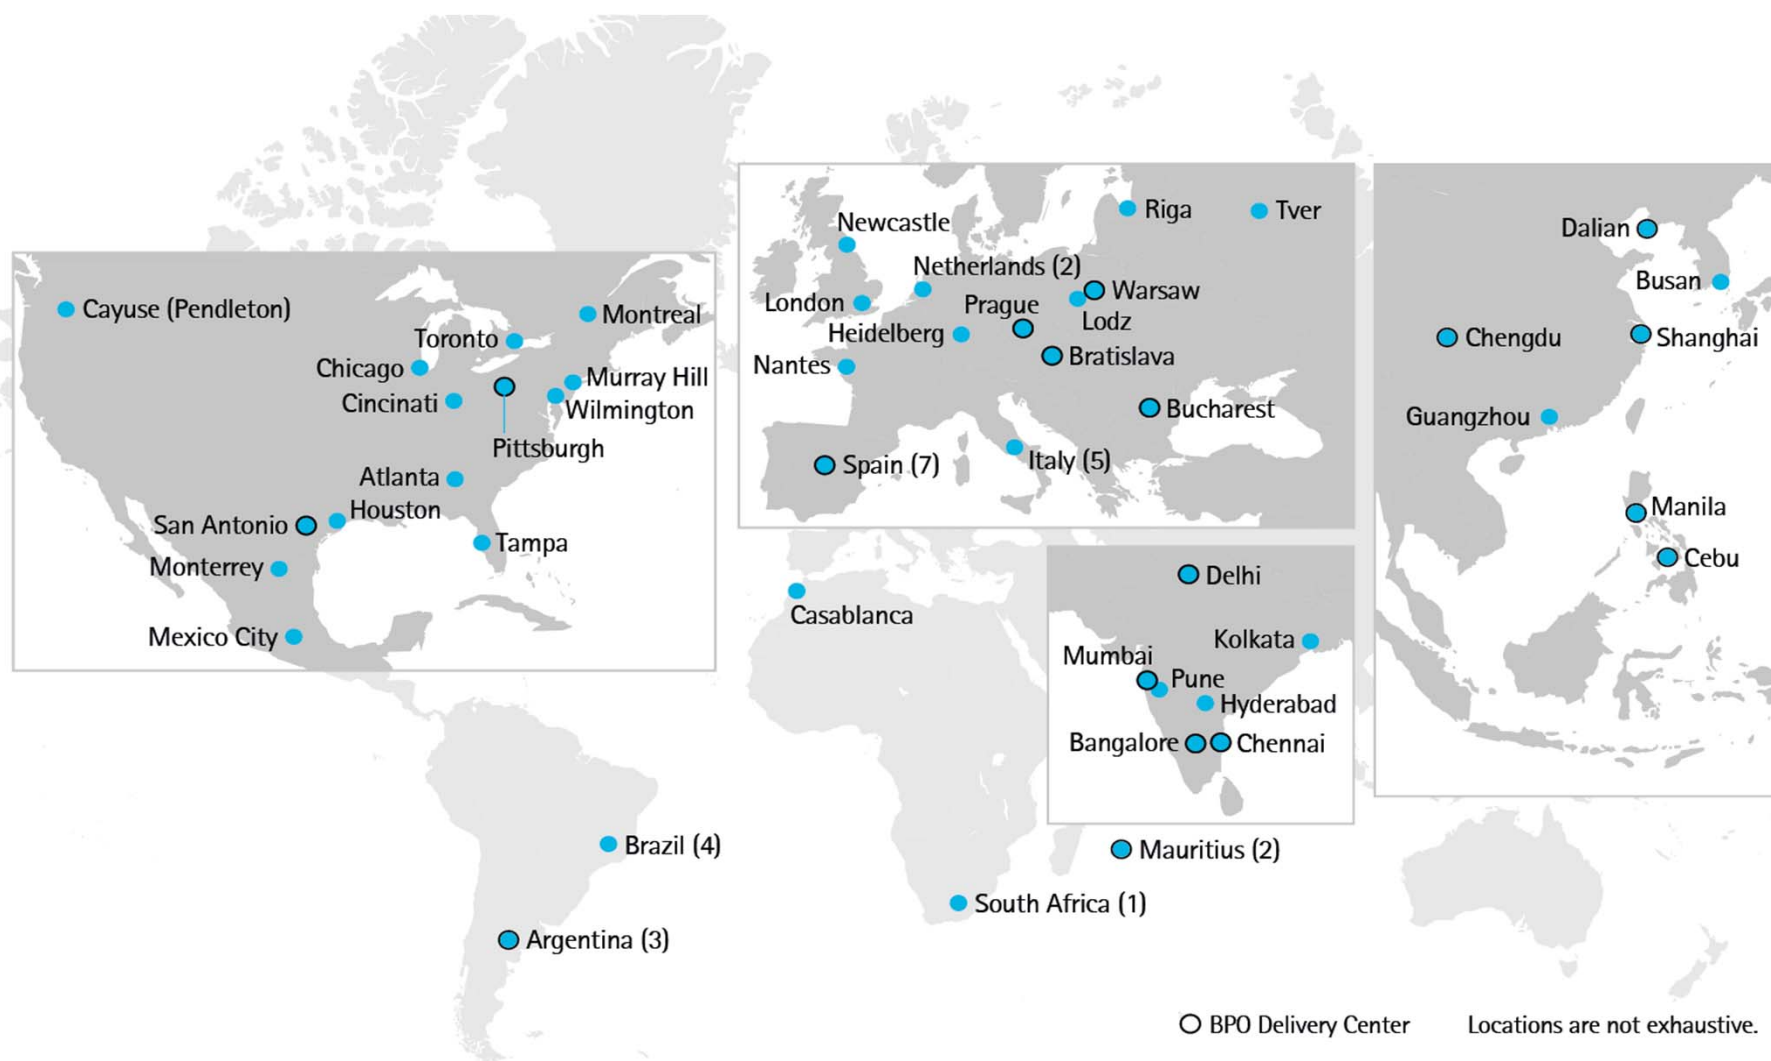 Newcastle
Riga
Tver
Netherlands (2)
Warsaw
London
Prague
Lodz
Heidelberg
Bratislava
Nantes
Bucharest
Spain (7)
Italy (5)
Dalian
Busan
Chengdu
Shanghai
Guangzhou
Manila
Cebu
Cayuse (Pendleton)
Montreal
Toronto
Chicago
Murray Hill
Cincinati
Wilmington
Pittsburgh
Atlanta
Houston
San Antonio
Tampa
Monterrey
Mexico City
Casablanca
Delhi
Kolkata
Mumbai
Pune
Hyderabad
Bangalore
Chennai
Brazil (4)
Mauritius (2)
South Africa (1)
Argentina (3)
BPO Delivery Center
Locations are not exhaustive.